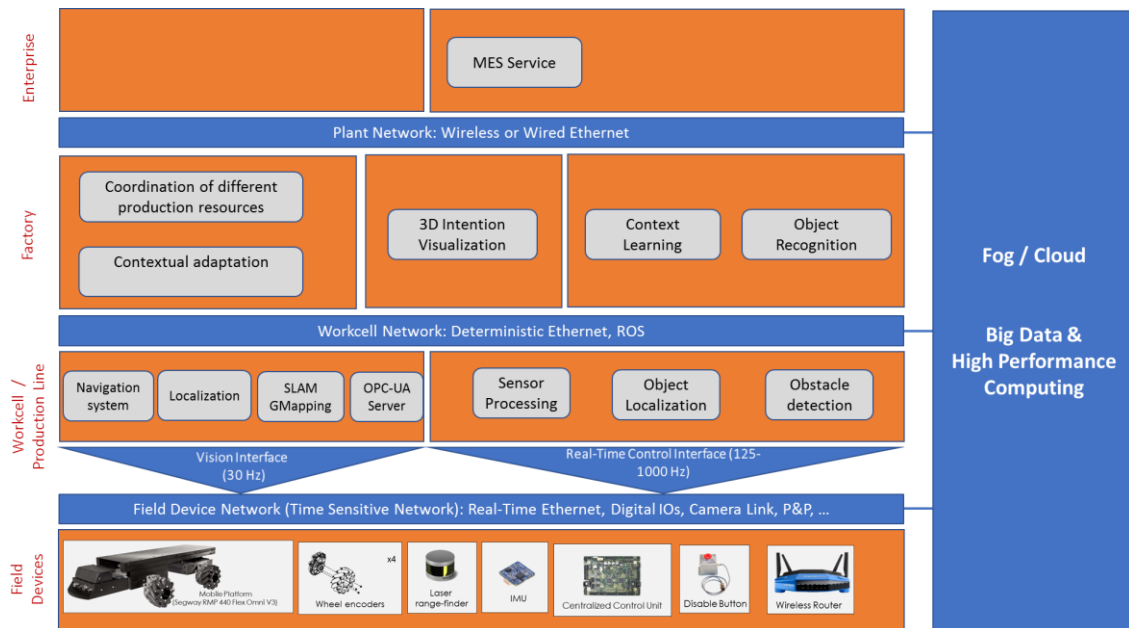 Enterprise
MES Service
Plant Network: Wireless or Wired Ethernet
Factory
Coordination of different
production resources
Contextual adaptation
3D Intention
Visualization
Context
Learning
Object
Recognition
Workcell Network: Deterministic Ethernet, ROS
Workcell /
Production Line
Navigation
system
Localization
SLAM
GMapping
OPC-UA
Server
Sensor
Processing
Object
Localization
Obstacle
detection
Vision Interface
(30 Hz)
Real-Time Control Interface (125-
1000 Hz)
Field Device Network (Time Sensitive Network): Real-Time Ethernet, Digital IOs, Camera Link, P&P, ...
Field
Devices
Mobile Platform
(Segway RMP 440 Flex Omni V3)
x4
Wheel encoders
Laser
range-finder
IMU
Centralized Control Unit
Disable Button
Wireless Router
Fog / Cloud
Big Data &
High Performance
Computing